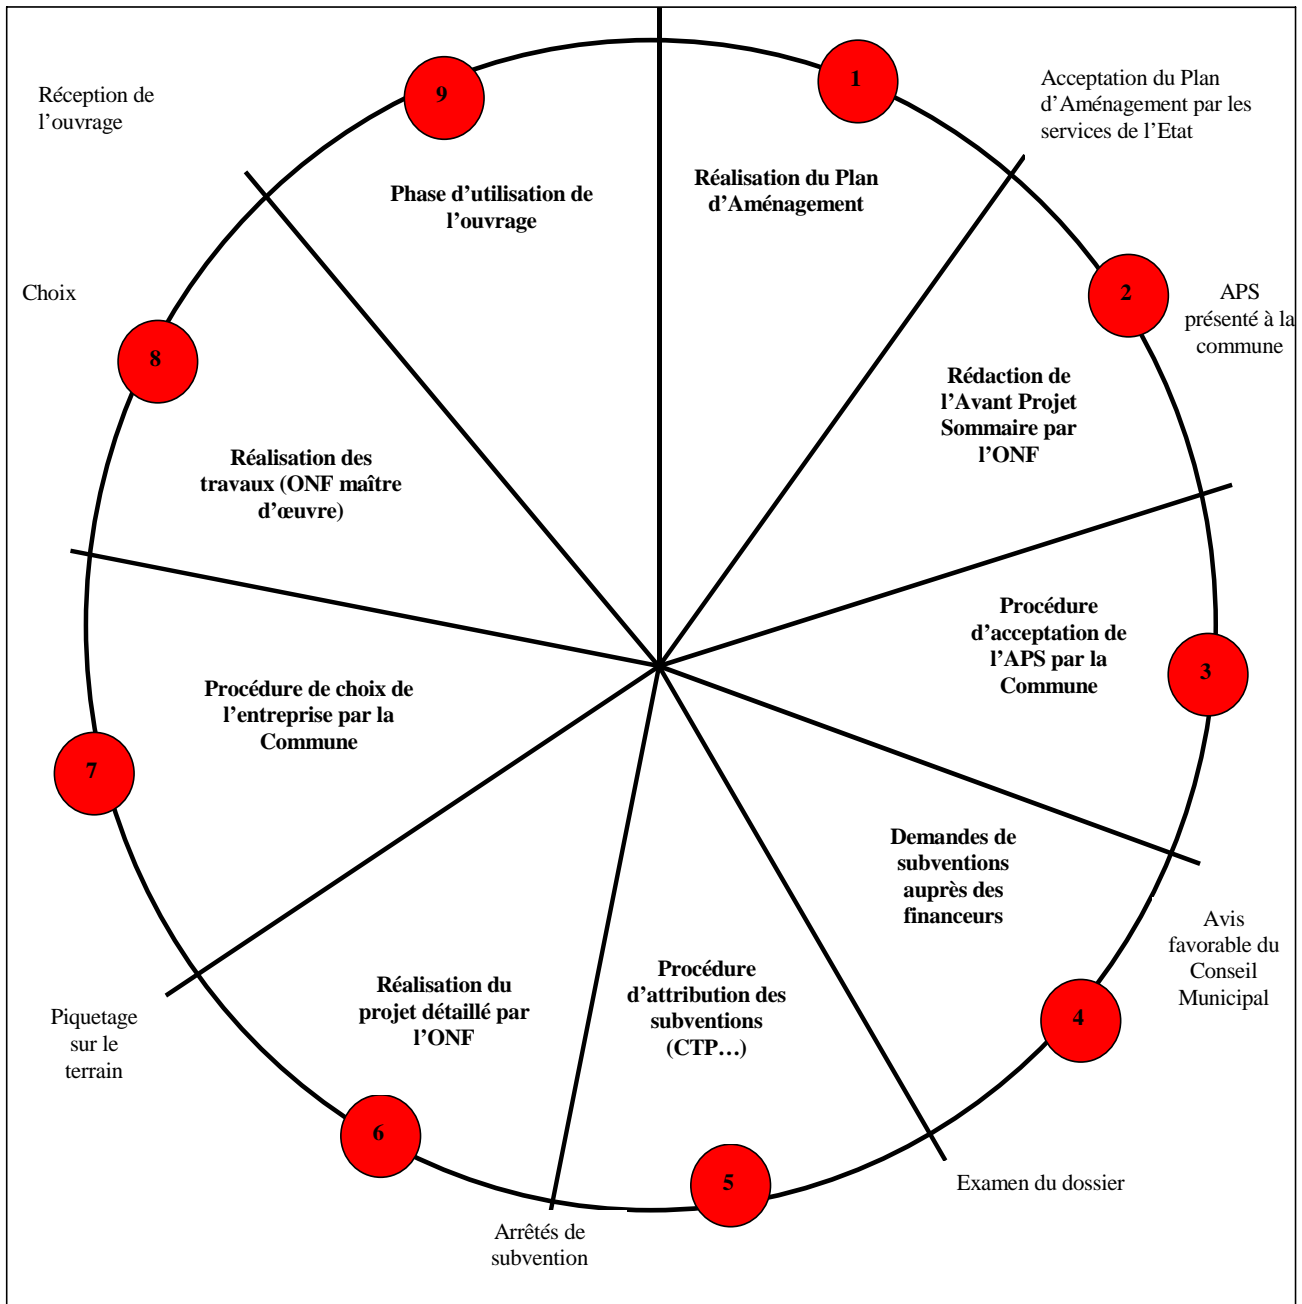 1
Réalisation du Plan
d’Aménagement
Acceptation du Plan
d’Aménagement par les
services de l’Etat
2
Rédaction de
l’Avant Projet
Sommaire par
l’ONF
APS
présenté à la
commune
3
Procédure
d’acceptation de
l’APS par la
Commune
Avis
favorable du
Conseil
Municipal
4
Demandes de
subventions
auprès des
financeurs
Examen du dossier
5
Procédure
d’attribution des
subventions
(CTP…)
Arrêtés de
subvention
6
Réalisation du
projet détaillé par
l’ONF
Piquetage
sur le
terrain
7
Procédure de choix de
l’entreprise par la
Commune
Choix
8
Réalisation des
travaux (ONF maître
d’œuvre)
Réception de
l’ouvrage
9
Phase d’utilisation de
l’ouvrage